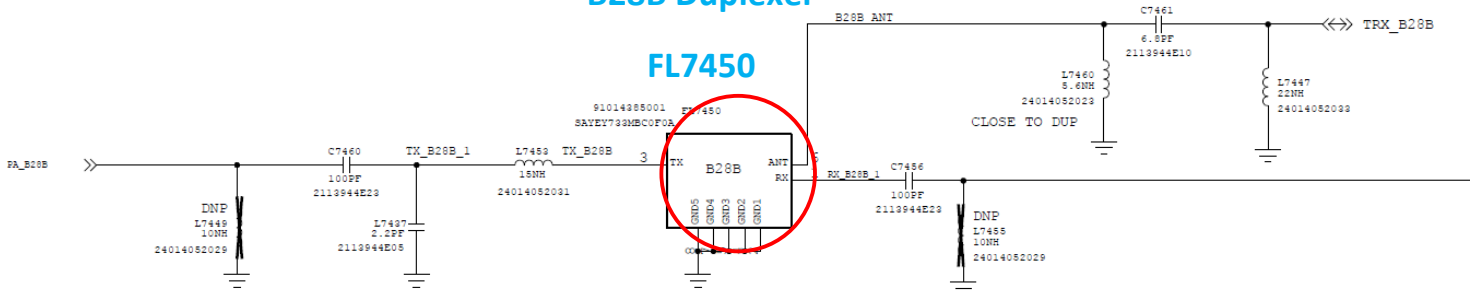 B28B Duplexer
FL7450
B28B ANT
C7461
6.8PF
2113944E10
TRX_B28B
L7460
5.6NH
24014052023
CLOSE TO DUP
L7447
22NH
24014052033
91014385001
FL7450
SAYEY733MBC0F0A
PA_B28B
C7460
100PF
2113944E23
TX_B28B_1
L7453
15NH
24014052031
TX_B28B
3
TX
B28B
ANT
RX
GND5
GND4
GND3
GND2
GND1
RX_B28B_1
C7456
100PF
2113944E23
DNP
L7449
10NH
24014052029
L7437
2.2PF
2113944E05
DNP
L7455
10NH
24014052029